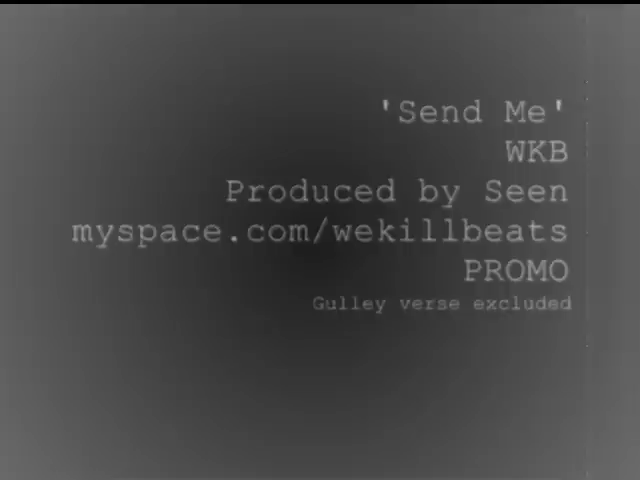 'Send Me'
WKB
Produced by Seen
myspace.com/wekillbeats
PROMO
Gulley verse excluded